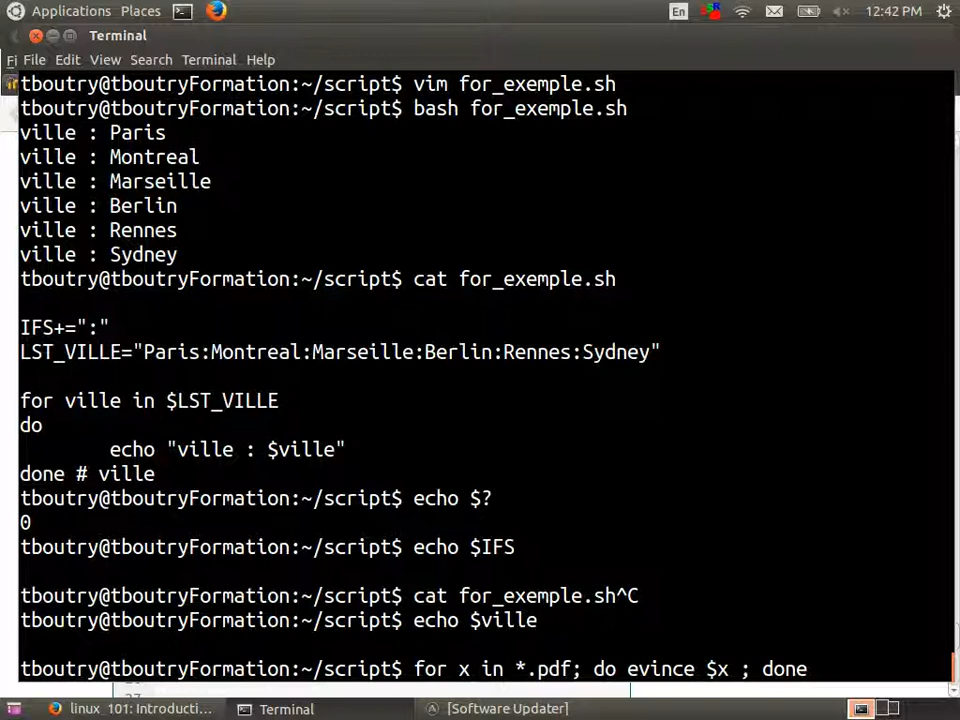 Applications Places En 12:42 PM
Terminal
File Edit View Search Terminal Help
tboutry@tboutryFormation:~/script$ vim for_exemple.sh
tboutry@tboutryFormation:~/script$ bash for_exemple.sh
ville : Paris
ville : Montreal
ville : Marseille
ville : Berlin
ville : Rennes
ville : Sydney
tboutry@tboutryFormation:~/script$ cat for_exemple.sh
IFS+=":"
LST_VILLE="Paris:Montreal:Marseille:Berlin:Rennes:Sydney"
for ville in $LST_VILLE
do
        echo "ville : $ville"
done # ville
tboutry@tboutryFormation:~/script$ echo $?
0
tboutry@tboutryFormation:~/script$ echo $IFS
tboutry@tboutryFormation:~/script$ cat for_exemple.sh^C
tboutry@tboutryFormation:~/script$ echo $ville
tboutry@tboutryFormation:~/script$ for x in *.pdf; do evince $x ; done
linux_101: Introducti... Terminal [Software Updater]